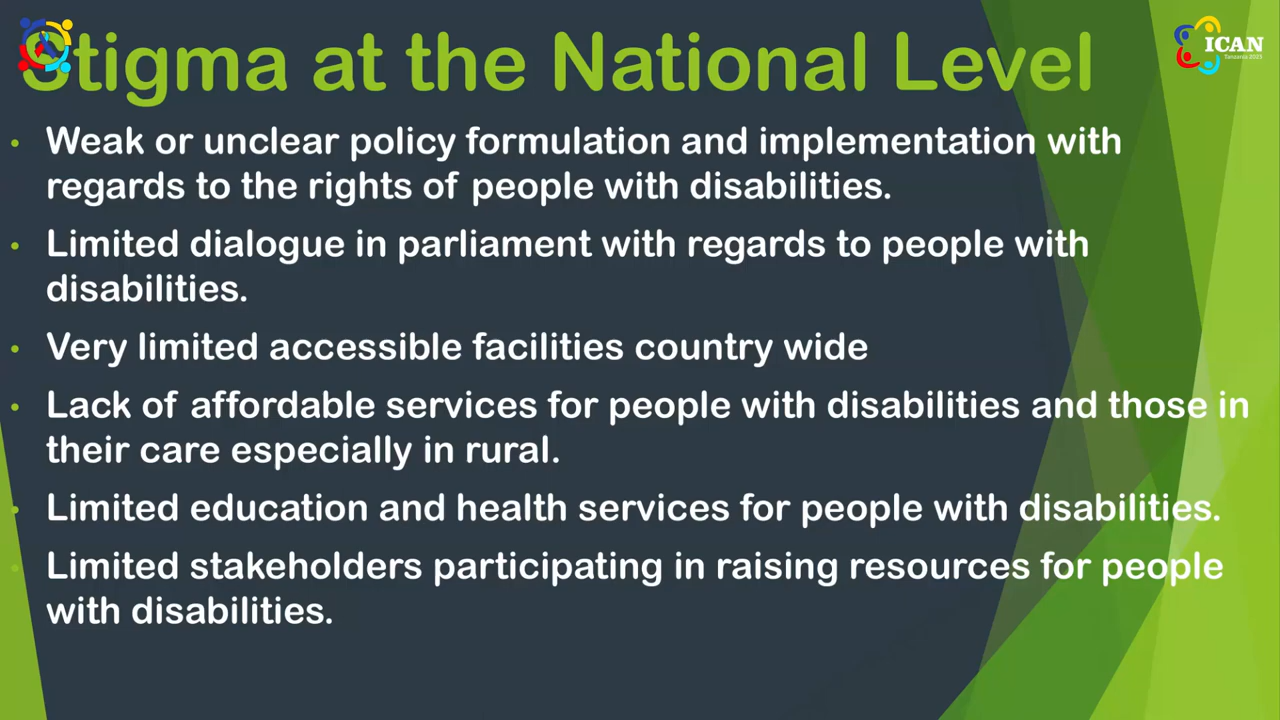 Stigma at the National Level
ICAN
Tanzania 2023
• Weak or unclear policy formulation and implementation with
regards to the rights of people with disabilities.
• Limited dialogue in parliament with regards to people with
disabilities.
• Very limited accessible facilities country wide
• Lack of affordable services for people with disabilities and those in
their care especially in rural.
• Limited education and health services for people with disabilities.
• Limited stakeholders participating in raising resources for people
with disabilities.